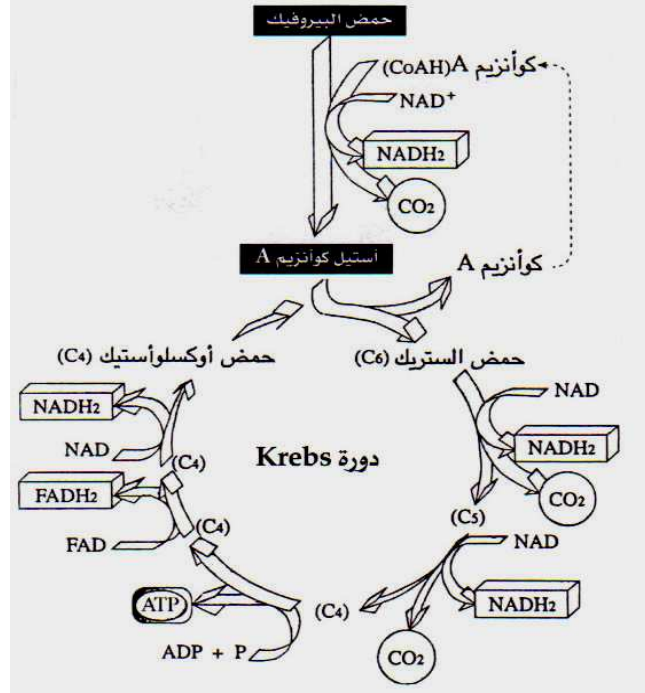 حمض البيروفيك
كوأنزيم A(CoAH)
NAD+
NADH2
CO2
أستيل كوأنزيم A
كوأنزيم A
حمض أوكسلوأستيك (C4)
حمض الستريك (C6)
NADH2
NAD
NAD
(C4)
دورة Krebs
NADH2
FADH2
CO2
(C4)
(C5)
FAD
NAD
ATP
(C4)
NADH2
ADP + P
CO2